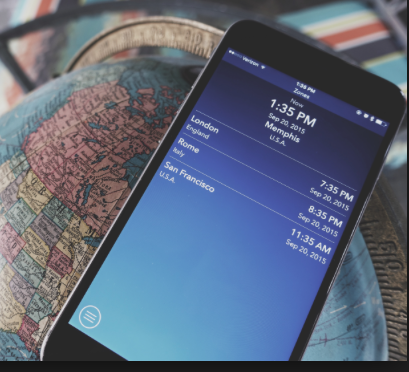 Verizon
1:35 PM
Zones
Now
1:35 PM
Sep 20, 2015
Memphis
U.S.A.
London
England
7:35 PM
Sep 20, 2015
Rome
Italy
8:35 PM
Sep 20, 2015
San Francisco
U.S.A.
11:35 AM
Sep 20, 2015